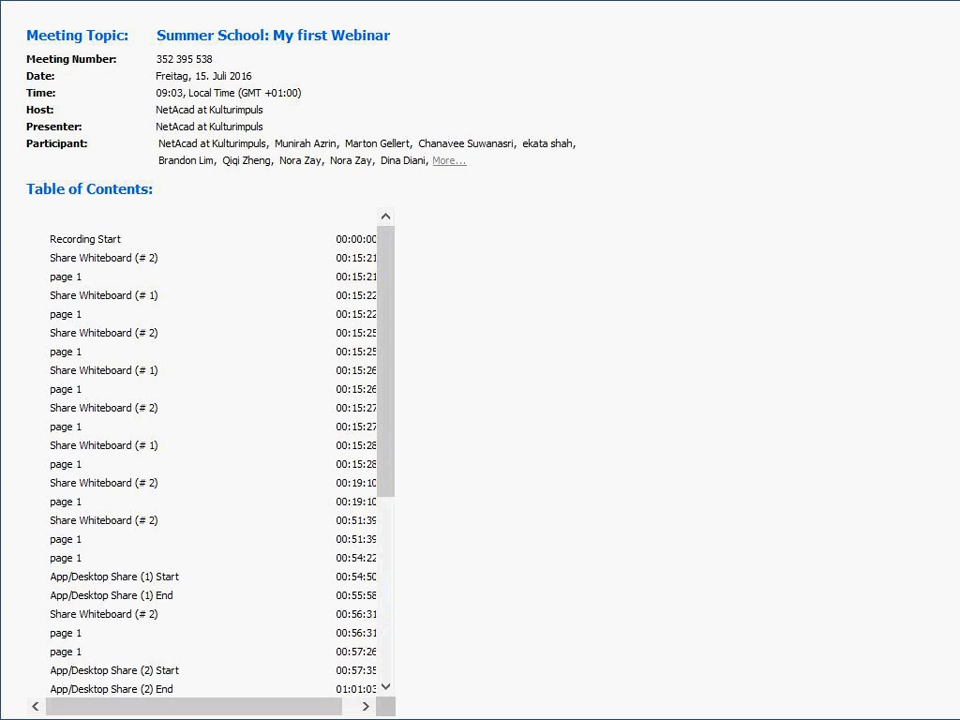 Meeting Topic: Summer School: My first Webinar
Meeting Number: 352 395 538
Date: Freitag, 15. Juli 2016
Time: 09:03, Local Time (GMT +01:00)
Host: NetAcad at Kulturimpuls
Presenter: NetAcad at Kulturimpuls
Participant: NetAcad at Kulturimpuls, Munirah Azrin, Marton Gellert, Chanavee Suwanasri, ekata shah,
Brandon Lim, Qiqi Zheng, Nora Zay, Nora Zay, Dina Diani, More...
Table of Contents:
Recording Start 00:00:00
Share Whiteboard (# 2) 00:15:21
page 1 00:15:21
Share Whiteboard (# 1) 00:15:22
page 1 00:15:22
Share Whiteboard (# 2) 00:15:25
page 1 00:15:25
Share Whiteboard (# 1) 00:15:26
page 1 00:15:26
Share Whiteboard (# 2) 00:15:27
page 1 00:15:27
Share Whiteboard (# 1) 00:15:28
page 1 00:15:28
Share Whiteboard (# 2) 00:19:10
page 1 00:19:10
Share Whiteboard (# 2) 00:51:39
page 1 00:51:39
page 1 00:54:22
App/Desktop Share (1) Start 00:54:50
App/Desktop Share (1) End 00:55:58
Share Whiteboard (# 2) 00:56:31
page 1 00:56:31
page 1 00:57:26
App/Desktop Share (2) Start 00:57:35
App/Desktop Share (2) End 01:01:03